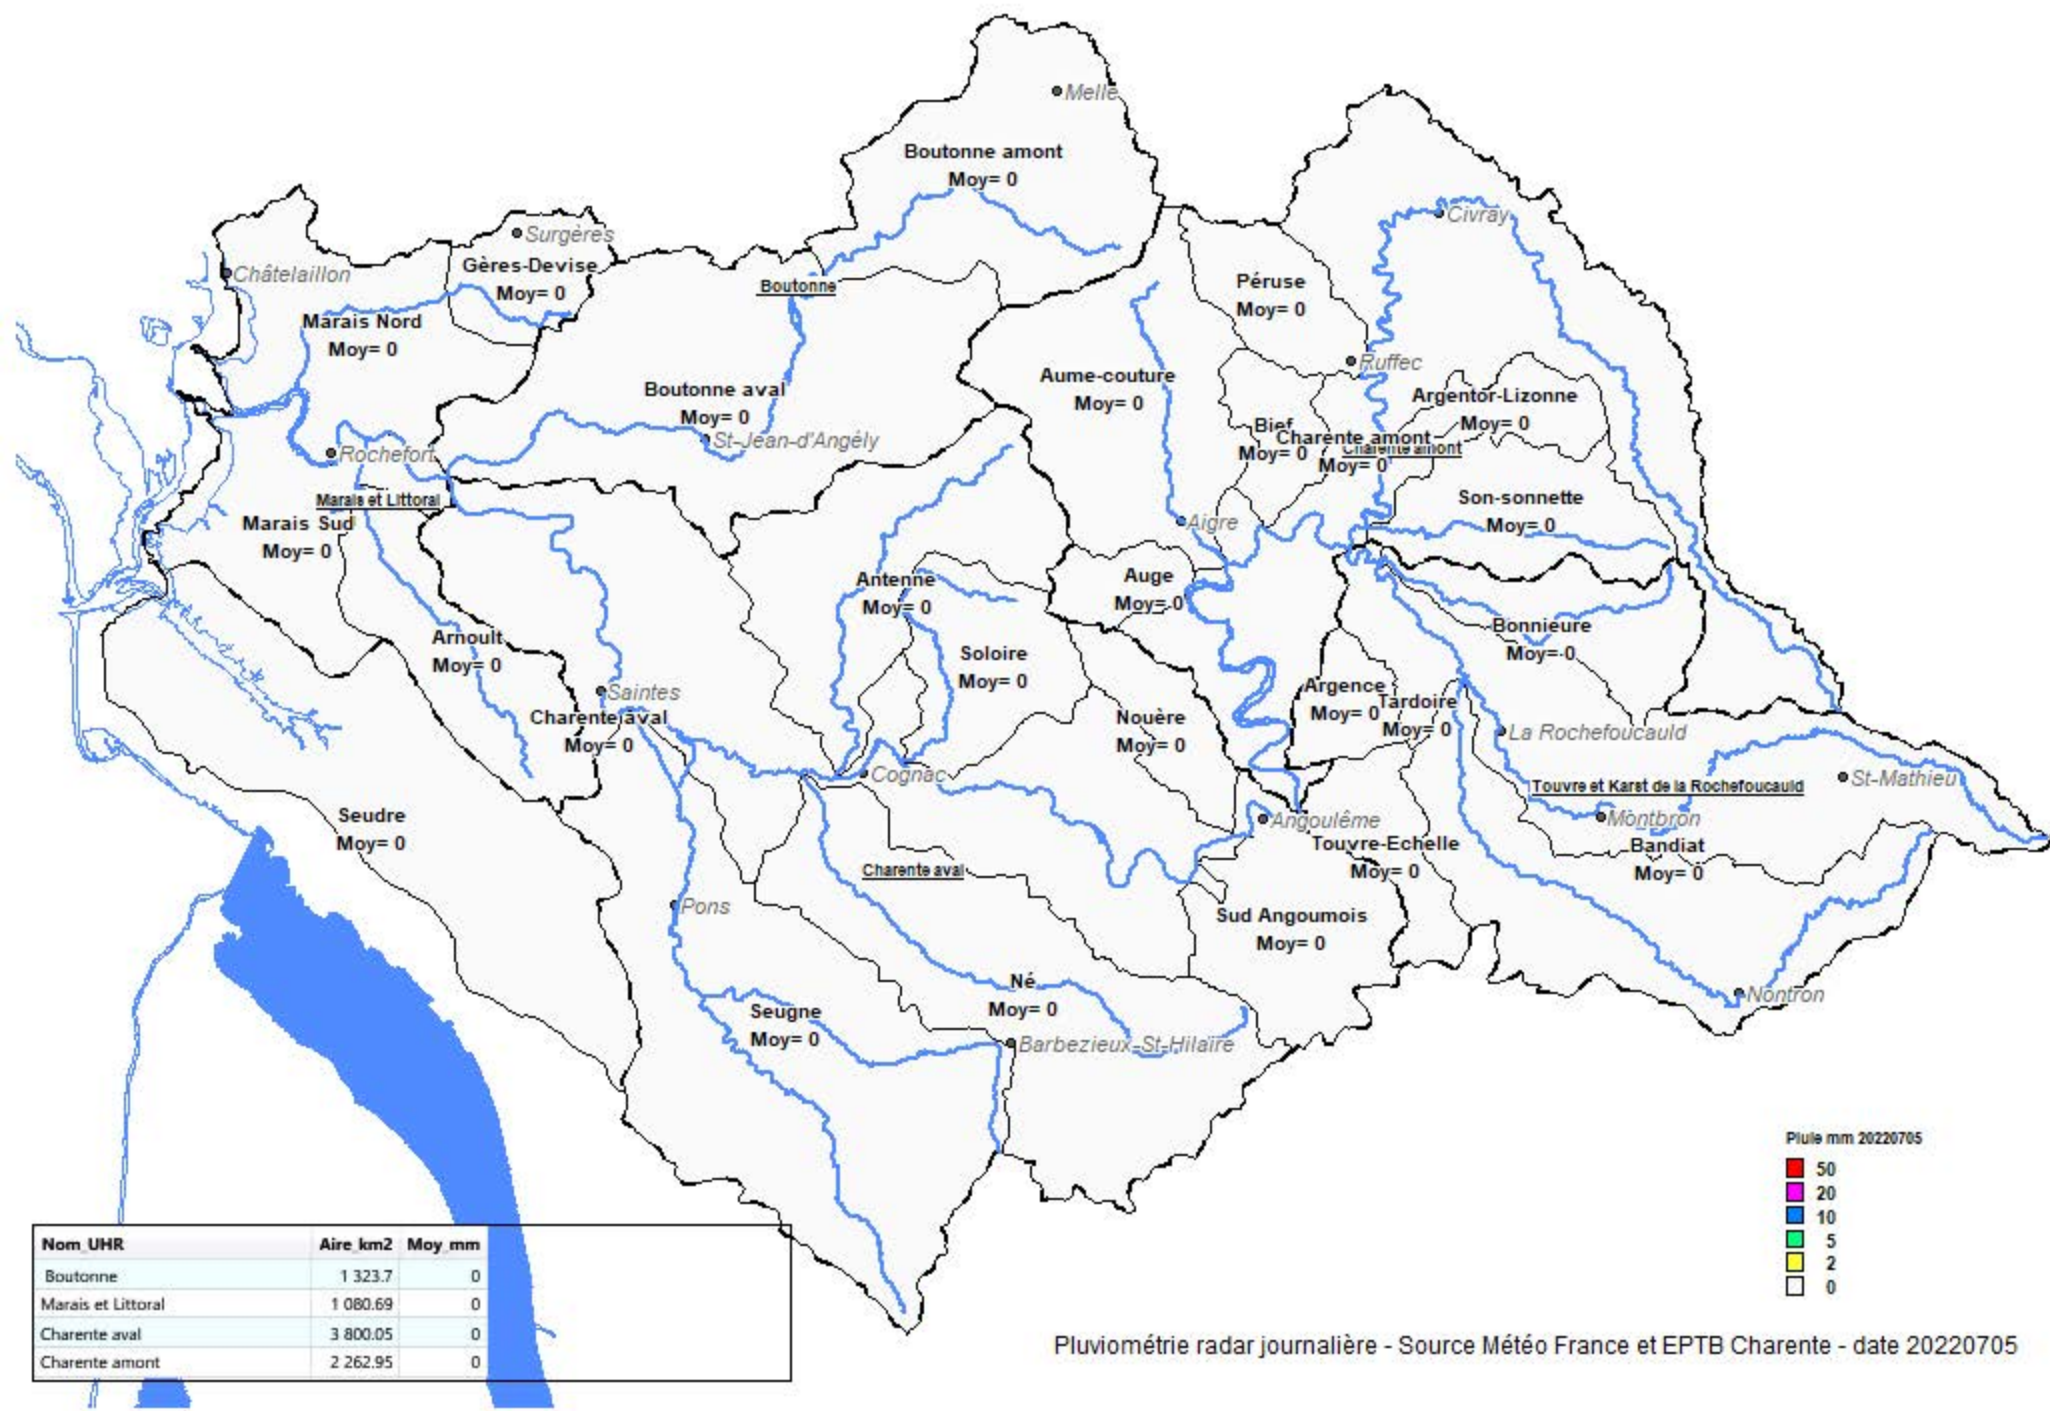 Melle
Boutonne amont
Moy= 0
Civray
Surgères
Châtelaillon
Gères-Devise
Moy= 0
Boutonne
Péruse
Moy= 0
Marais Nord
Moy= 0
Ruffec
Aume-couture
Moy= 0
Boutonne aval
Moy= 0
Argentor-Lizonne
Moy= 0
St-Jean-d'Angély
Bief
Moy= 0
Charente amont
Moy= 0
Charente amont
Rochefort
Marais et Littoral
Son-sonnette
Moy= 0
Marais Sud
Moy= 0
Aigre
Antenne
Moy= 0
Auge
Moy= 0
Bonnieure
Moy= 0
Arnoult
Moy= 0
Soloire
Moy= 0
Saintes
Argence
Moy= 0
Tardoire
Moy= 0
Charente aval
Moy= 0
Nouère
Moy= 0
La Rochefoucauld
Cognac
Touvre et Karst de la Rochefoucauld
St-Mathieu
Seudre
Moy= 0
Angoulême
Montbron
Touvre-Echelle
Moy= 0
Bandiat
Moy= 0
Charente aval
Pons
Sud Angoumois
Moy= 0
Né
Moy= 0
Nontron
Seugne
Moy= 0
Barbezieux-St-Hilaire
Pluie mm 20220705
50
20
10
5
2
0
Nom_UHR Aire_km2 Moy_mm
Boutonne 1 323.7 0
Marais et Littoral 1 080.69 0
Charente aval 3 800.05 0
Charente amont 2 262.95 0
Pluviométrie radar journalière - Source Météo France et EPTB Charente - date 20220705